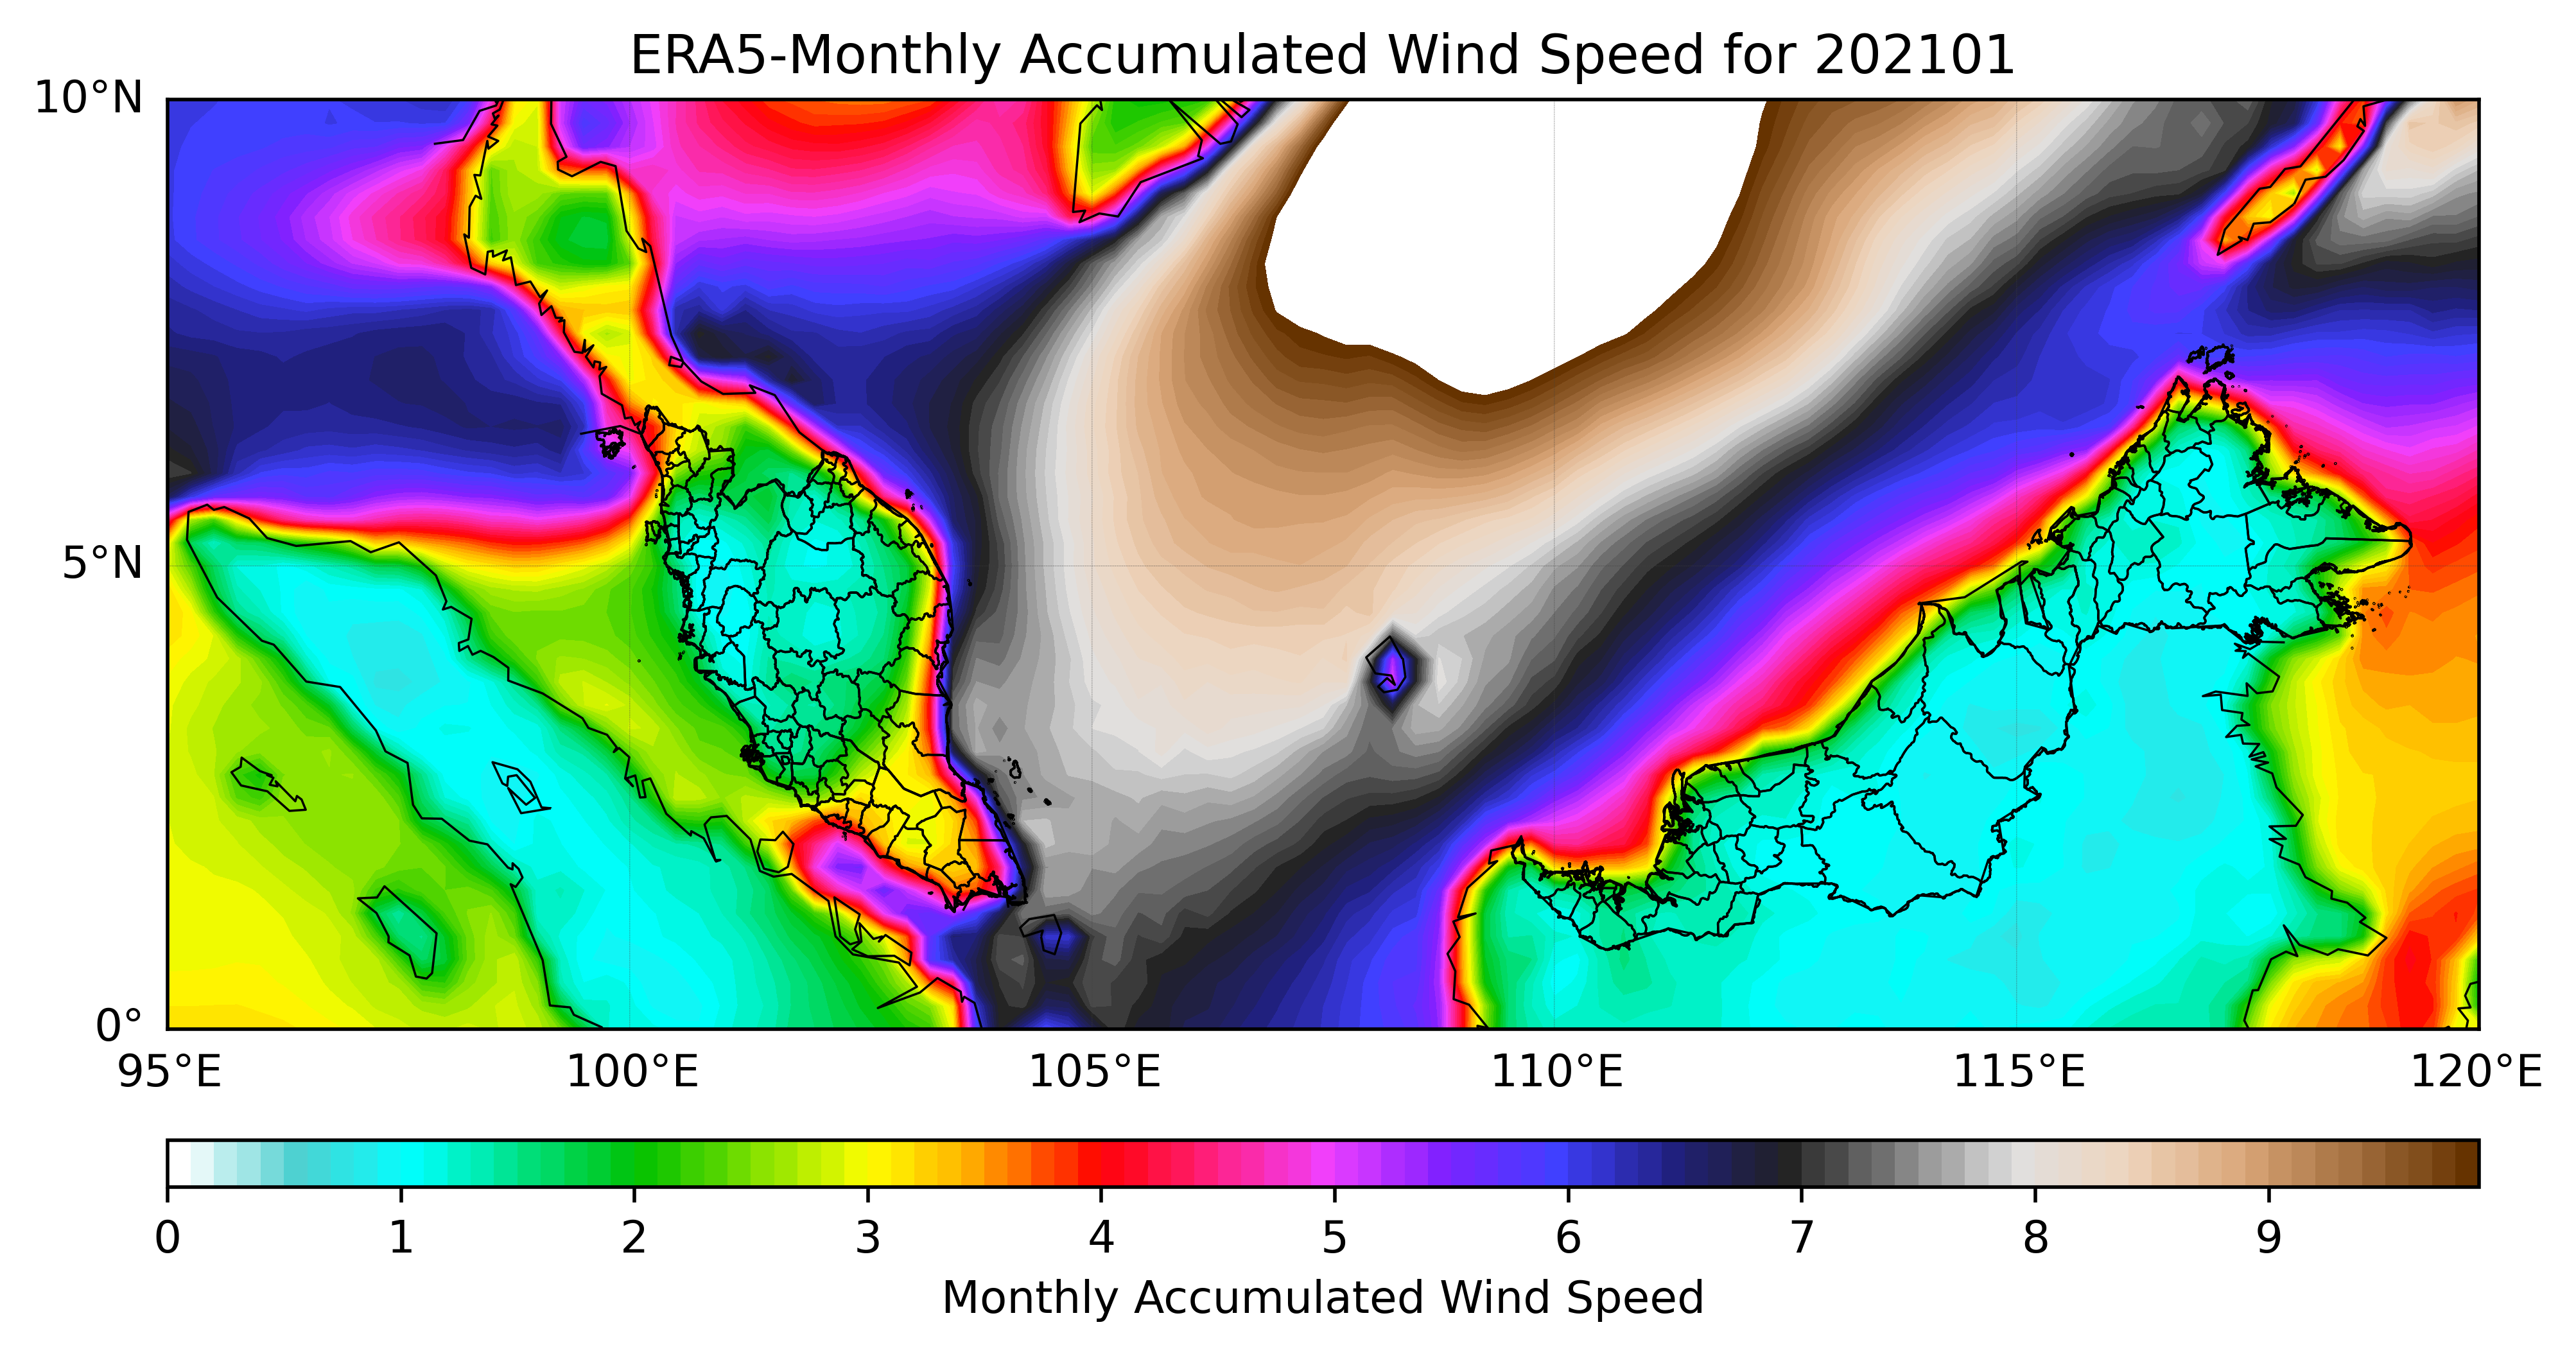 ERA5-Monthly Accumulated Wind Speed for 202101
10°N
5°N
0°
95°E 100°E 105°E 110°E 115°E 120°E
0 1 2 3 4 5 6 7 8 9
Monthly Accumulated Wind Speed